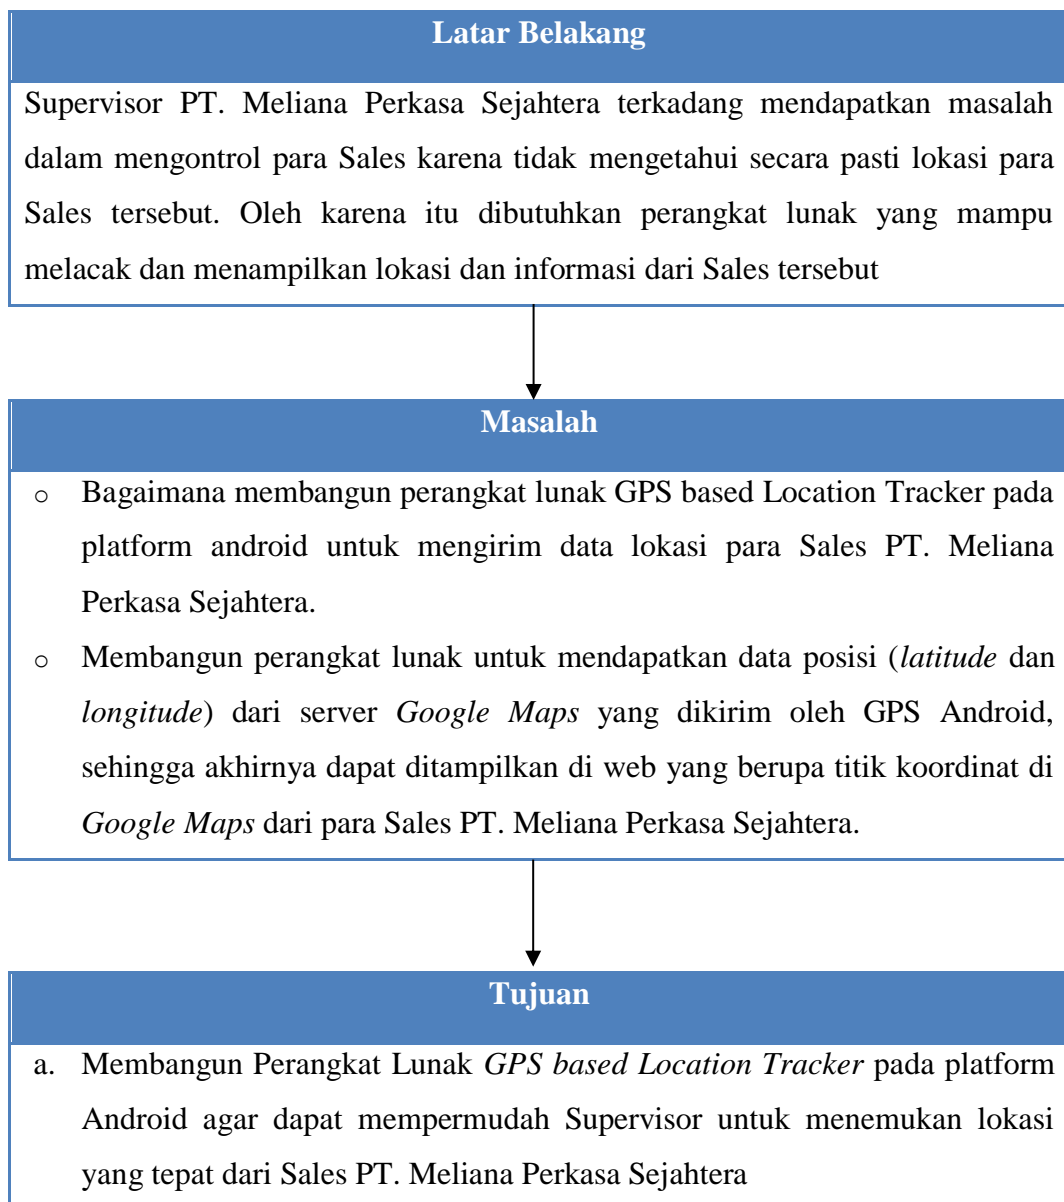 Latar Belakang
Supervisor PT. Meliana Perkasa Sejahtera terkadang mendapatkan masalah
dalam mengontrol para Sales karena tidak mengetahui secara pasti lokasi para
Sales tersebut. Oleh karena itu dibutuhkan perangkat lunak yang mampu
melacak dan menampilkan lokasi dan informasi dari Sales tersebut
Masalah
o Bagaimana membangun perangkat lunak GPS based Location Tracker pada
platform android untuk mengirim data lokasi para Sales PT. Meliana
Perkasa Sejahtera.
o Membangun perangkat lunak untuk mendapatkan data posisi (latitude dan
longitude) dari server Google Maps yang dikirim oleh GPS Android,
sehingga akhirnya dapat ditampilkan di web yang berupa titik koordinat di
Google Maps dari para Sales PT. Meliana Perkasa Sejahtera.
Tujuan
a. Membangun Perangkat Lunak GPS based Location Tracker pada platform
Android agar dapat mempermudah Supervisor untuk menemukan lokasi
yang tepat dari Sales PT. Meliana Perkasa Sejahtera